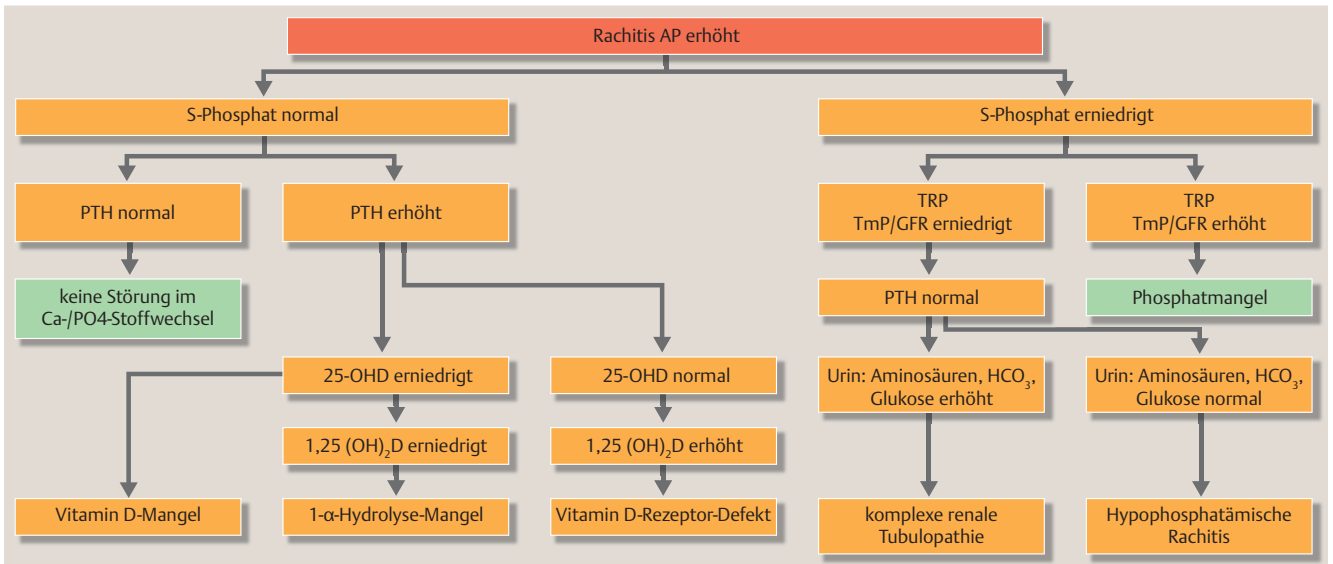 Rachitis AP erhöht
S-Phosphat normal
S-Phosphat erniedrigt
PTH normal
PTH erhöht
TRP
TmP/GFR erniedrigt
TRP
TmP/GFR erhöht
keine Störung im
Ca-/PO4-Stoffwechsel
PTH normal
Phosphatmangel
25-OHD erniedrigt
25-OHD normal
Urin: Aminosäuren, HCO₃,
Glukose erhöht
Urin: Aminosäuren, HCO₃,
Glukose normal
1,25 (OH)₂D erniedrigt
1,25 (OH)₂D erhöht
Vitamin D-Mangel
1-α-Hydrolyse-Mangel
Vitamin D-Rezeptor-Defekt
komplexe renale
Tubulopathie
Hypophosphatämische
Rachitis